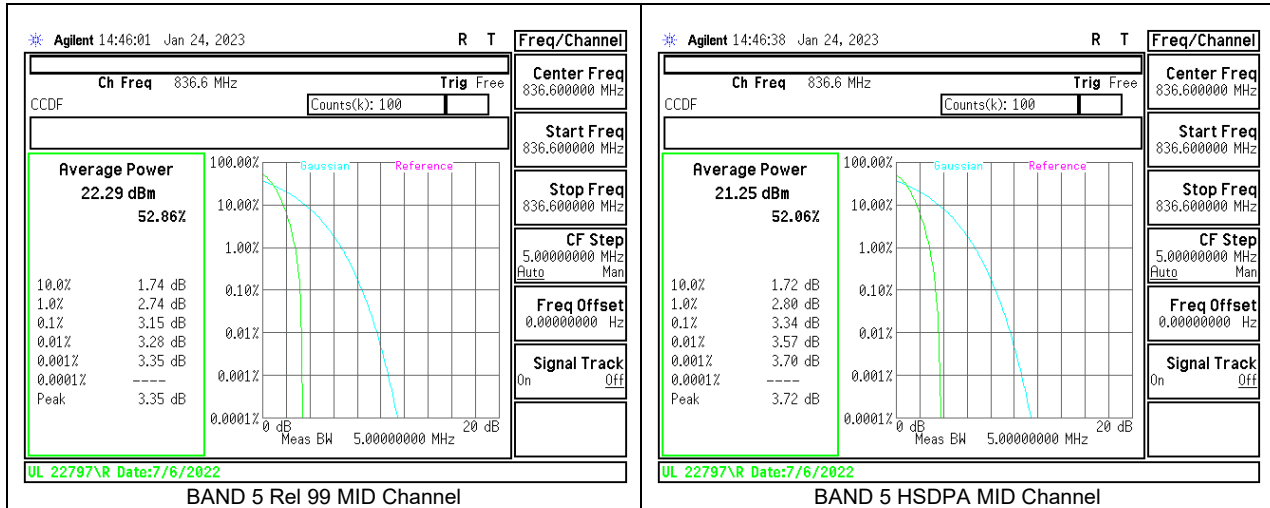 Agilent 14:46:01 Jan 24, 2023 R T
Freq/Channel
Ch Freq 836.6 MHz Trig Free
CCDF Counts(k): 100
Average Power
22.29 dBm
52.86%
10.0% 1.74 dB
1.0% 2.74 dB
0.1% 3.15 dB
0.01% 3.28 dB
0.001% 3.35 dB
0.0001% ----
Peak 3.35 dB
Gaussian Reference
100.00%
10.00%
1.00%
0.10%
0.01%
0.001%
0.0001%
0 dB 20 dB
Meas BW 5.00000000 MHz
Center Freq
836.600000 MHz
Start Freq
836.600000 MHz
Stop Freq
836.600000 MHz
CF Step
5.00000000 MHz
Auto Man
Freq Offset
0.00000000 Hz
Signal Track
On Off
UL 22797\R Date:7/6/2022
BAND 5 Rel 99 MID Channel
Agilent 14:46:38 Jan 24, 2023 R T
Freq/Channel
Ch Freq 836.6 MHz Trig Free
CCDF Counts(k): 100
Average Power
21.25 dBm
52.06%
10.0% 1.72 dB
1.0% 2.80 dB
0.1% 3.34 dB
0.01% 3.57 dB
0.001% 3.70 dB
0.0001% ----
Peak 3.72 dB
Gaussian Reference
100.00%
10.00%
1.00%
0.10%
0.01%
0.001%
0.0001%
0 dB 20 dB
Meas BW 5.00000000 MHz
Center Freq
836.600000 MHz
Start Freq
836.600000 MHz
Stop Freq
836.600000 MHz
CF Step
5.00000000 MHz
Auto Man
Freq Offset
0.00000000 Hz
Signal Track
On Off
UL 22797\R Date:7/6/2022
BAND 5 HSDPA MID Channel